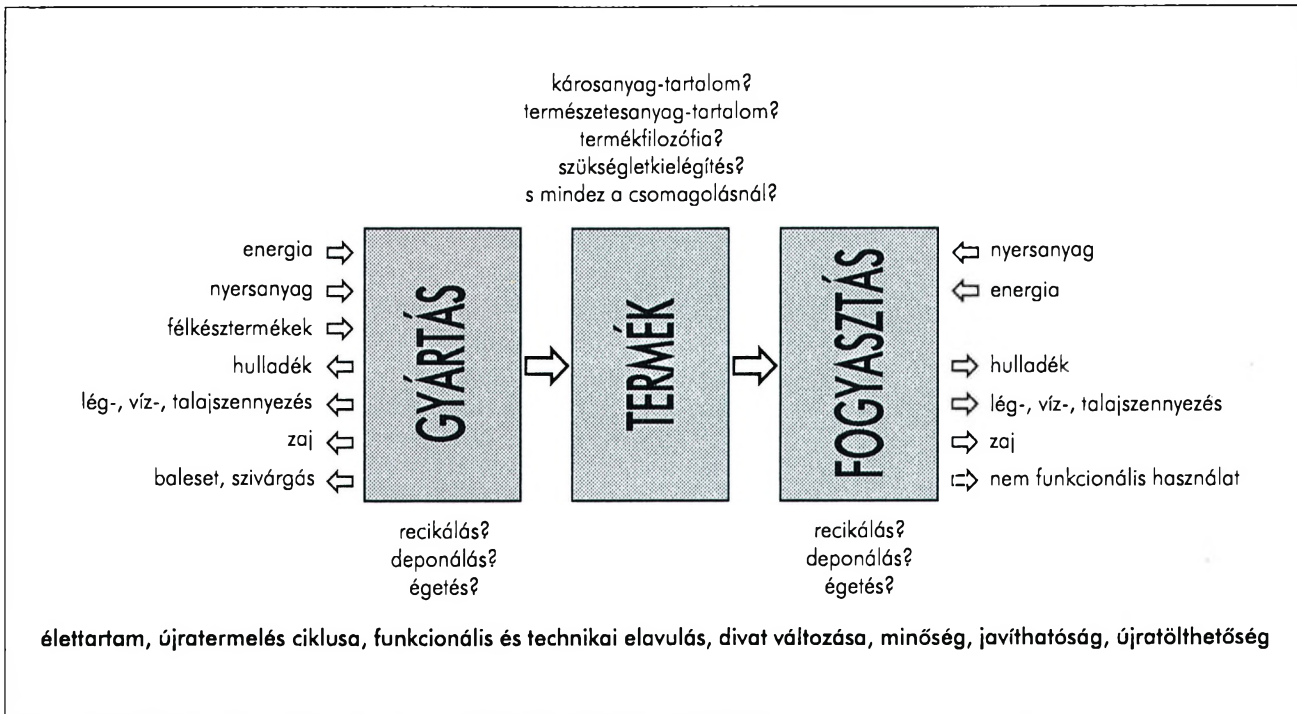 károsanyag-tartalom?
természetesanyag-tartalom?
termékfilozófia?
szükségletkielégítés?
s mindez a csomagolásnál?
energia
nyersanyag
félkésztermékek
hulladék
lég-, víz-, talajszennyezés
zaj
baleset, szivárgás
GYÁRTÁS
TERMÉK
FOGYASZTÁS
nyersanyag
energia
hulladék
lég-, víz-, talajszennyezés
zaj
nem funkcionális használat
recikálás?
deponálás?
égetés?
recikálás?
deponálás?
égetés?
élettartam, újratermelés ciklusa, funkcionális és technikai elavulás, divat változása, minőség, javíthatóság, újratölthetőség